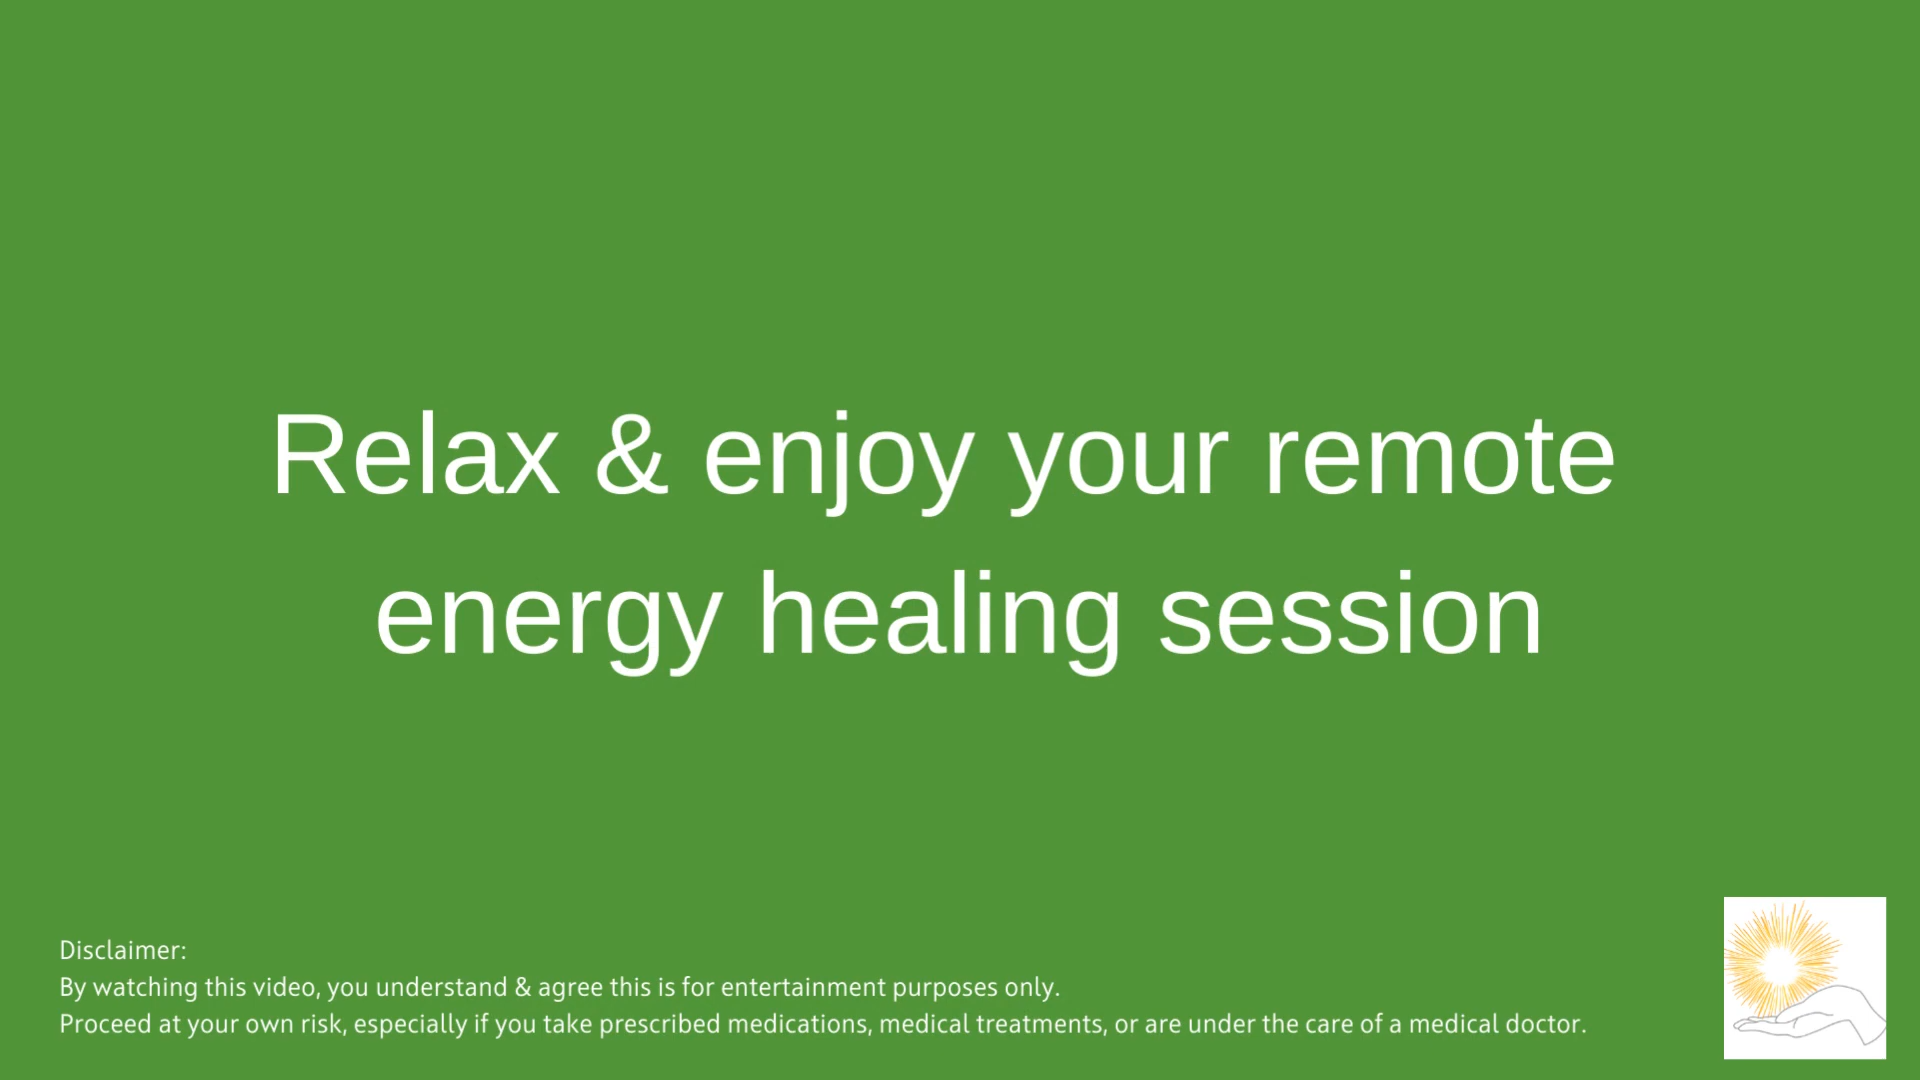 Relax & enjoy your remote
energy healing session
Disclaimer:
By watching this video, you understand & agree this is for entertainment purposes only.
Proceed at your own risk, especially if you take prescribed medications, medical treatments, or are under the care of a medical doctor.